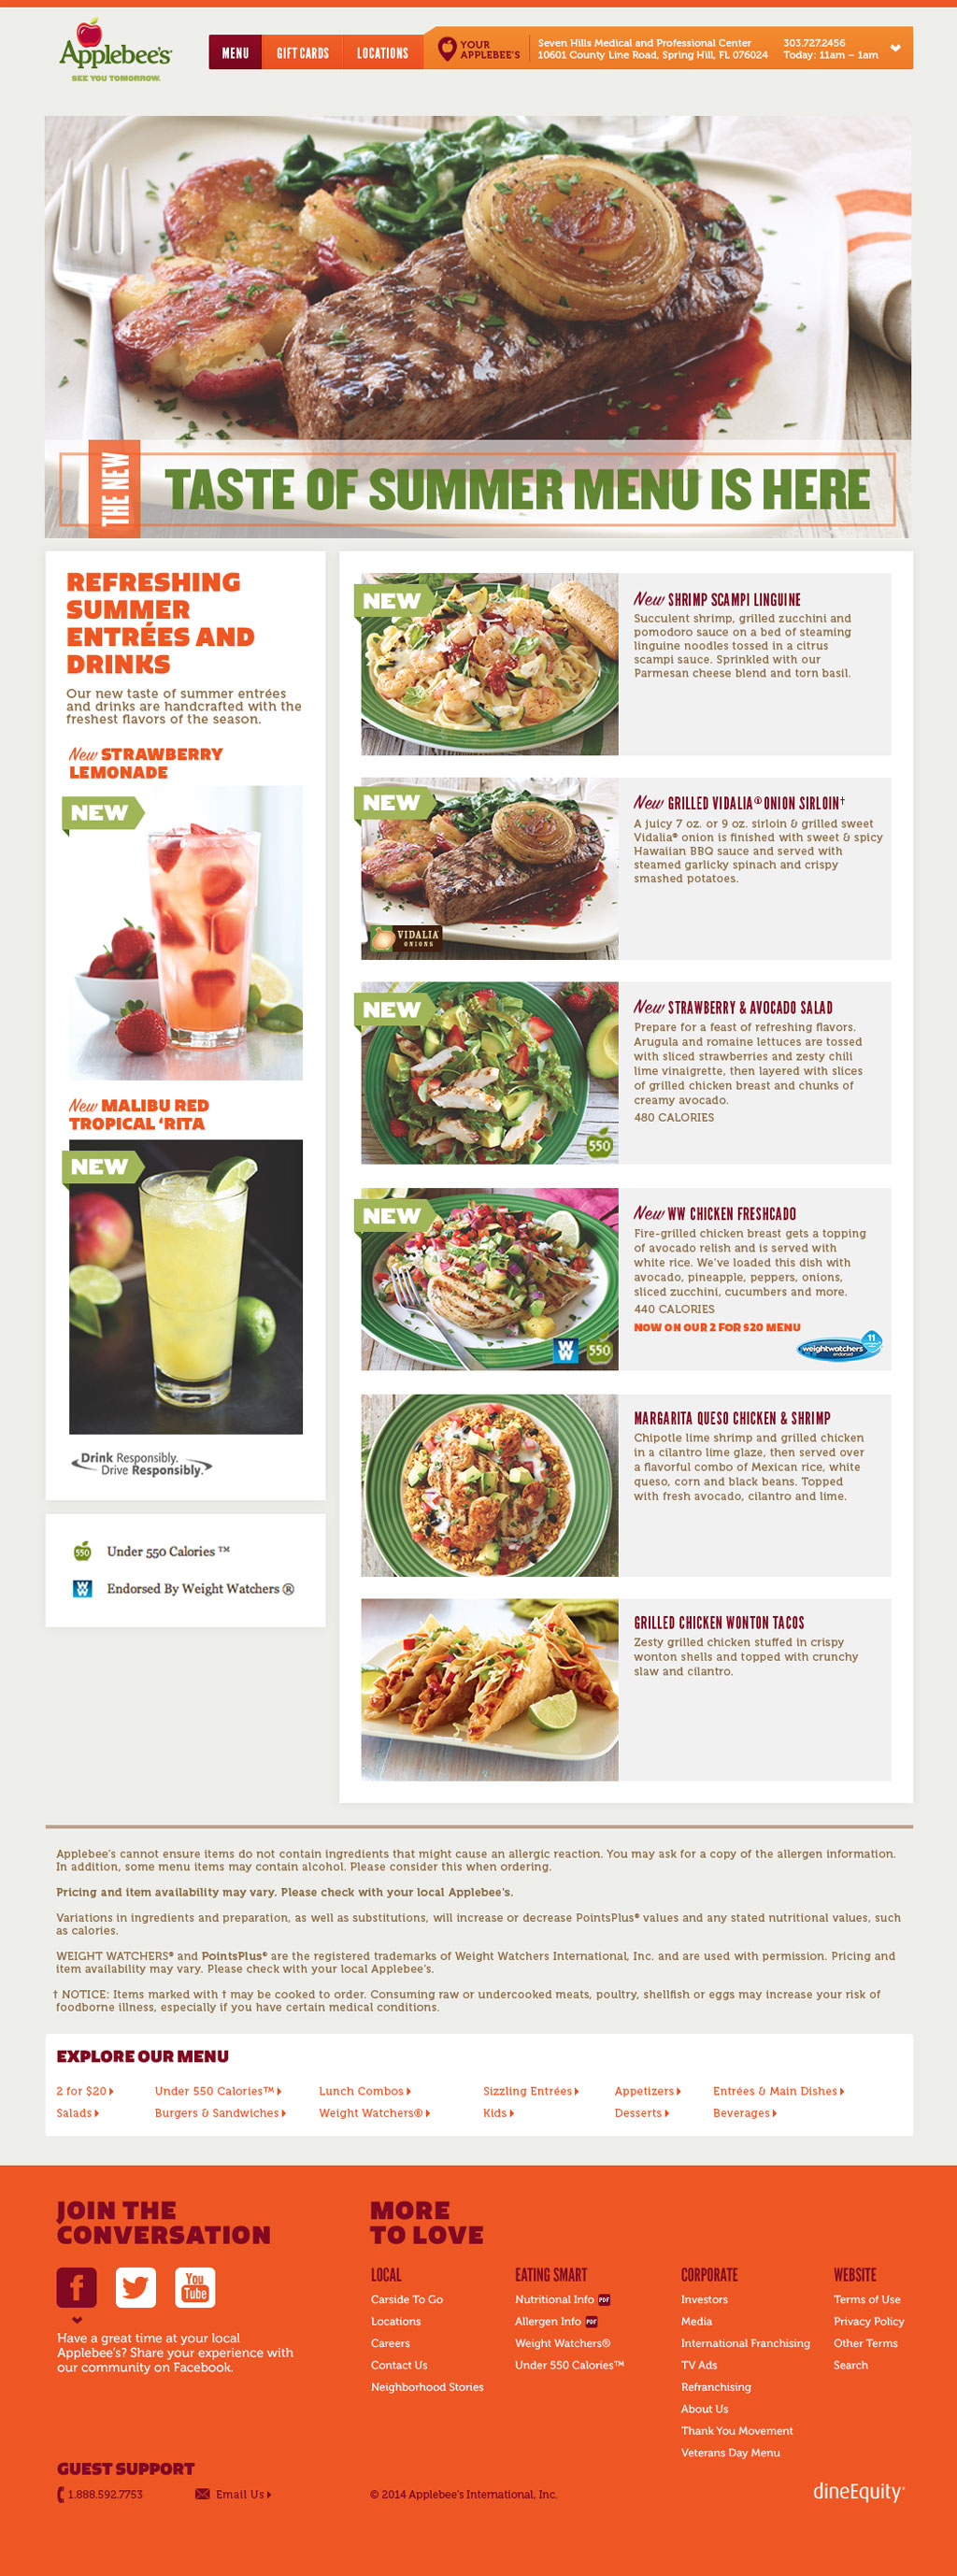 Applebee's
SEE YOU TOMORROW.
MENU
GIFT CARDS
LOCATIONS
YOUR
APPLEBEE'S
Seven Hills Medical and Professional Center
10601 County Line Road, Spring Hill, FL 076024
303.727.2456
Today: 11am – 1am
THE NEW
TASTE OF SUMMER MENU IS HERE
REFRESHING
SUMMER
ENTRÉES AND
DRINKS
Our new taste of summer entrées
and drinks are handcrafted with the
freshest flavors of the season.
New STRAWBERRY
LEMONADE
NEW
New MALIBU RED
TROPICAL ‘RITA
NEW
Drink Responsibly.
Drive Responsibly.
550 Under 550 Calories ™
WW Endorsed By Weight Watchers ®
NEW
New SHRIMP SCAMPI LINGUINE
Succulent shrimp, grilled zucchini and
pomodoro sauce on a bed of steaming
linguine noodles tossed in a citrus
scampi sauce. Sprinkled with our
Parmesan cheese blend and torn basil.
NEW
VIDALIA
ONIONS
New GRILLED VIDALIA® ONION SIRLOIN†
A juicy 7 oz. or 9 oz. sirloin & grilled sweet
Vidalia® onion is finished with sweet & spicy
Hawaiian BBQ sauce and served with
steamed garlicky spinach and crispy
smashed potatoes.
NEW
550
New STRAWBERRY & AVOCADO SALAD
Prepare for a feast of refreshing flavors.
Arugula and romaine lettuces are tossed
with sliced strawberries and zesty chili
lime vinaigrette, then layered with slices
of grilled chicken breast and chunks of
creamy avocado.
480 CALORIES
NEW
WW
550
New WW CHICKEN FRESHCADO
Fire-grilled chicken breast gets a topping
of avocado relish and is served with
white rice. We've loaded this dish with
avocado, pineapple, peppers, onions,
sliced zucchini, cucumbers and more.
440 CALORIES
NOW ON OUR 2 FOR $20 MENU
11
weightwatchers
endorsed
MARGARITA QUESO CHICKEN & SHRIMP
Chipotle lime shrimp and grilled chicken
in a cilantro lime glaze, then served over
a flavorful combo of Mexican rice, white
queso, corn and black beans. Topped
with fresh avocado, cilantro and lime.
GRILLED CHICKEN WONTON TACOS
Zesty grilled chicken stuffed in crispy
wonton shells and topped with crunchy
slaw and cilantro.
Applebee's cannot ensure items do not contain ingredients that might cause an allergic reaction. You may ask for a copy of the allergen information.
In addition, some menu items may contain alcohol. Please consider this when ordering.
Pricing and item availability may vary. Please check with your local Applebee's.
Variations in ingredients and preparation, as well as substitutions, will increase or decrease PointsPlus® values and any stated nutritional values, such
as calories.
WEIGHT WATCHERS® and PointsPlus® are the registered trademarks of Weight Watchers International, Inc. and are used with permission. Pricing and
item availability may vary. Please check with your local Applebee's.
† NOTICE: Items marked with † may be cooked to order. Consuming raw or undercooked meats, poultry, shellfish or eggs may increase your risk of
foodborne illness, especially if you have certain medical conditions.
EXPLORE OUR MENU
2 for $20 Under 550 Calories™ Lunch Combos Sizzling Entrées Appetizers Entrées & Main Dishes
Salads Burgers & Sandwiches Weight Watchers® Kids Desserts Beverages
JOIN THE
CONVERSATION
f
You
Tube
Have a great time at your local
Applebee's? Share your experience with
our community on Facebook.
MORE
TO LOVE
LOCAL
Carside To Go
Locations
Careers
Contact Us
Neighborhood Stories
EATING SMART
Nutritional Info PDF
Allergen Info PDF
Weight Watchers®
Under 550 Calories™
CORPORATE
Investors
Media
International Franchising
TV Ads
Refranchising
About Us
Thank You Movement
Veterans Day Menu
WEBSITE
Terms of Use
Privacy Policy
Other Terms
Search
GUEST SUPPORT
1.888.592.7753
Email Us
© 2014 Applebee's International, Inc.
dineEquity